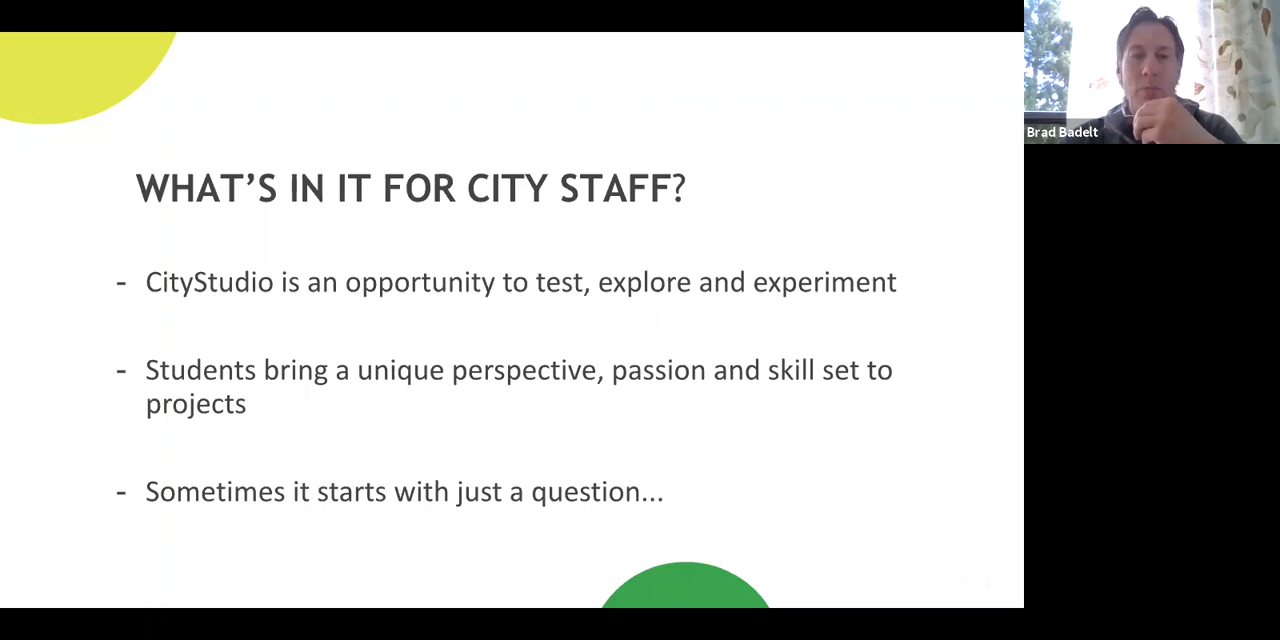 WHAT’S IN IT FOR CITY STAFF?
- CityStudio is an opportunity to test, explore and experiment
- Students bring a unique perspective, passion and skill set to
projects
- Sometimes it starts with just a question...
Brad Badelt